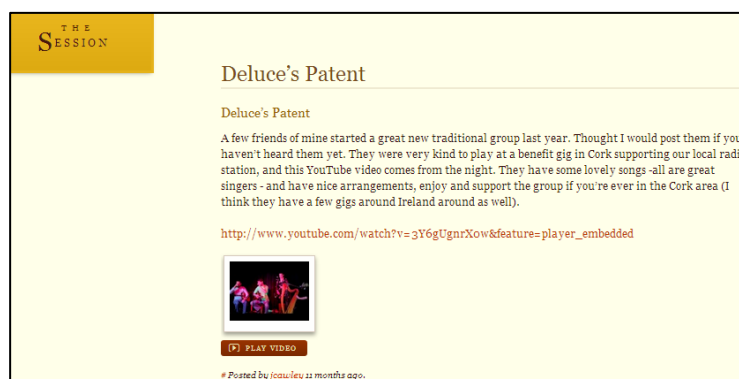 THE
SESSION
Deluce's Patent
Deluce's Patent
A few friends of mine started a great new traditional group last year. Thought I would post them if you
haven't heard them yet. They were very kind to play at a benefit gig in Cork supporting our local radi
station, and this YouTube video comes from the night. They have some lovely songs -all are great
singers - and have nice arrangements, enjoy and support the group if you're ever in the Cork area (I
think they have a few gigs around Ireland around as well).
http://www.youtube.com/watch?v=3Y6gUgnrX0w&feature=player_embedded
PLAY VIDEO
# Posted by jcawley 11 months ago.